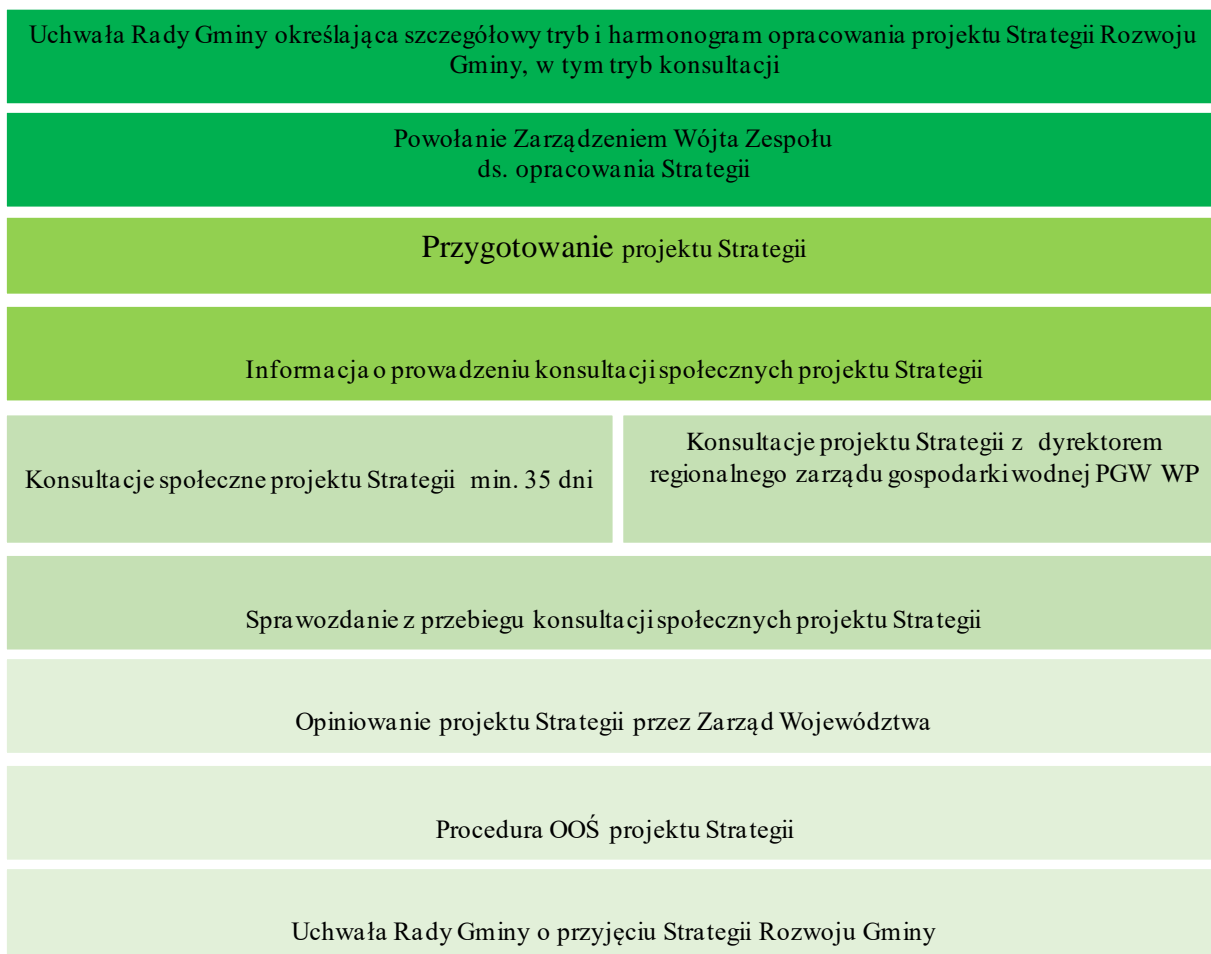 Uchwała Rady Gminy określająca szczegółowy tryb i harmonogram opracowania projektu Strategii Rozwoju
Gminy, w tym tryb konsultacji
Powołanie Zarządzeniem Wójta Zespołu
ds. opracowania Strategii
Przygotowanie projektu Strategii
Informacja o prowadzeniu konsultacji społecznych projektu Strategii
Konsultacje społeczne projektu Strategii min. 35 dni
Konsultacje projektu Strategii z dyrektorem
regionalnego zarządu gospodarki wodnej PGW WP
Sprawozdanie z przebiegu konsultacji społecznych projektu Strategii
Opiniowanie projektu Strategii przez Zarząd Województwa
Procedura OOŚ projektu Strategii
Uchwała Rady Gminy o przyjęciu Strategii Rozwoju Gminy